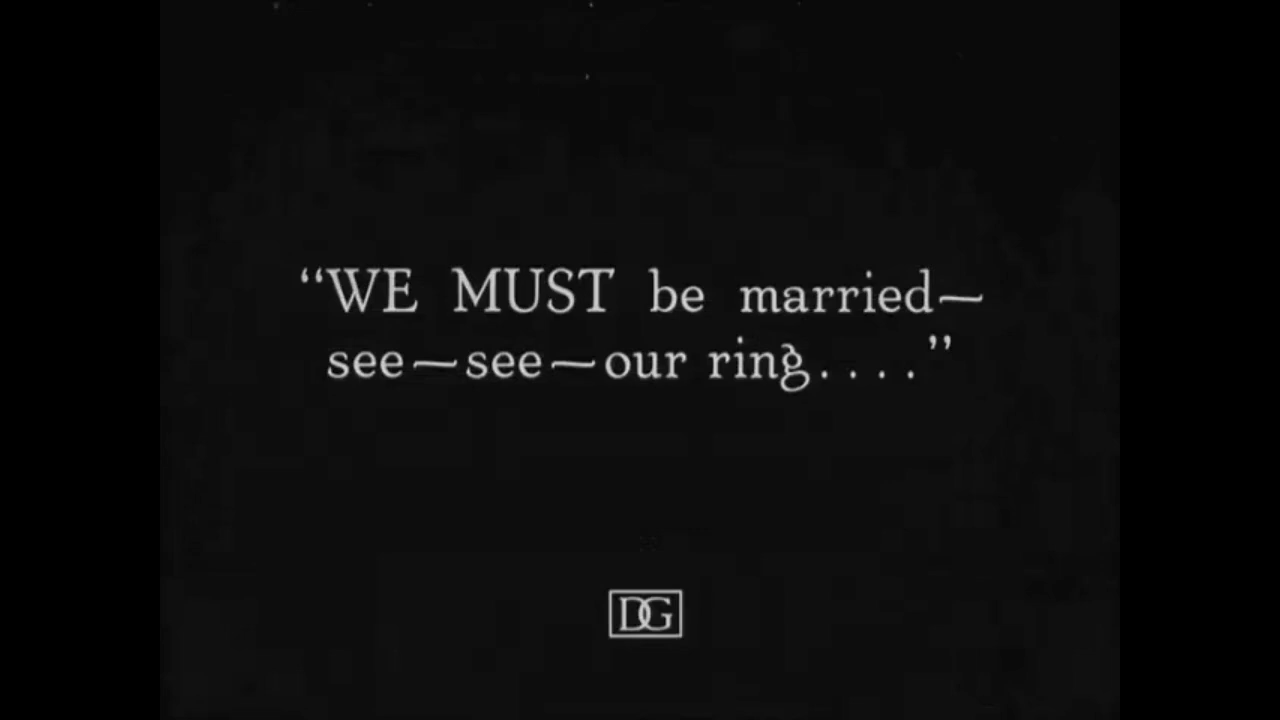 “WE MUST be married—
see—see—our ring....”
DG